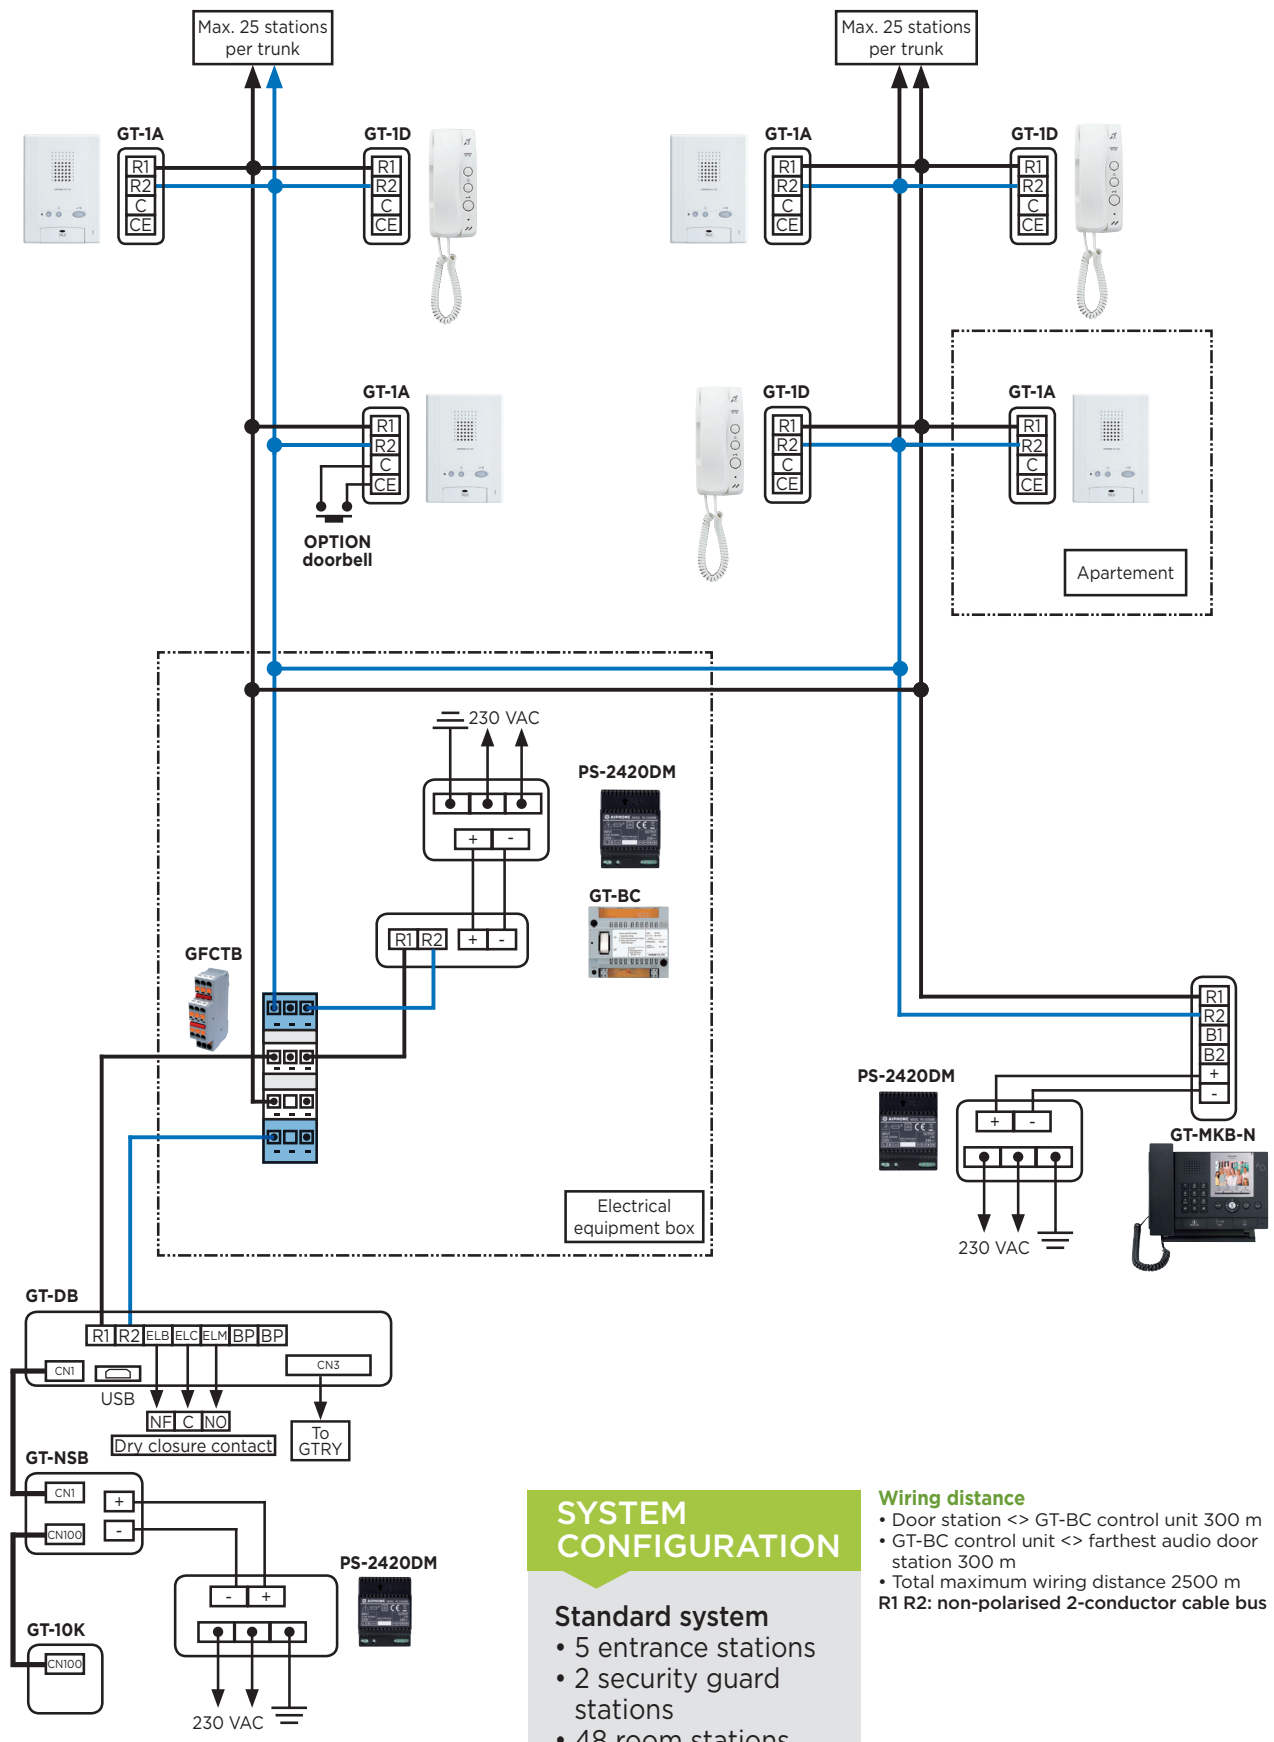 Max. 25 stations
per trunk
Max. 25 stations
per trunk
GT-1A
R1
R2
C
CE
GT-1D
R1
R2
C
CE
GT-1A
R1
R2
C
CE
GT-1D
R1
R2
C
CE
GT-1A
R1
R2
C
CE
OPTION
doorbell
GT-1D
R1
R2
C
CE
GT-1A
R1
R2
C
CE
Apartement
230 VAC
+ -
PS-2420DM
GT-BC
R1 R2 + -
GFCTB
Electrical
equipment box
R1
R2
B1
B2
+
-
PS-2420DM
+ -
230 VAC
GT-MKB-N
GT-DB
R1 R2 ELB ELC ELM BP BP
CN1
USB
CN3
NF C NO
Dry closure contact
To
GTRY
GT-NSB
CN1
+
CN100
-
PS-2420DM
- +
230 VAC
GT-10K
CN100
SYSTEM
CONFIGURATION
Standard system
• 5 entrance stations
• 2 security guard
stations
• 48 room stations
Wiring distance
• Door station <> GT-BC control unit 300 m
• GT-BC control unit <> farthest audio door
station 300 m
• Total maximum wiring distance 2500 m
R1 R2: non-polarised 2-conductor cable bus